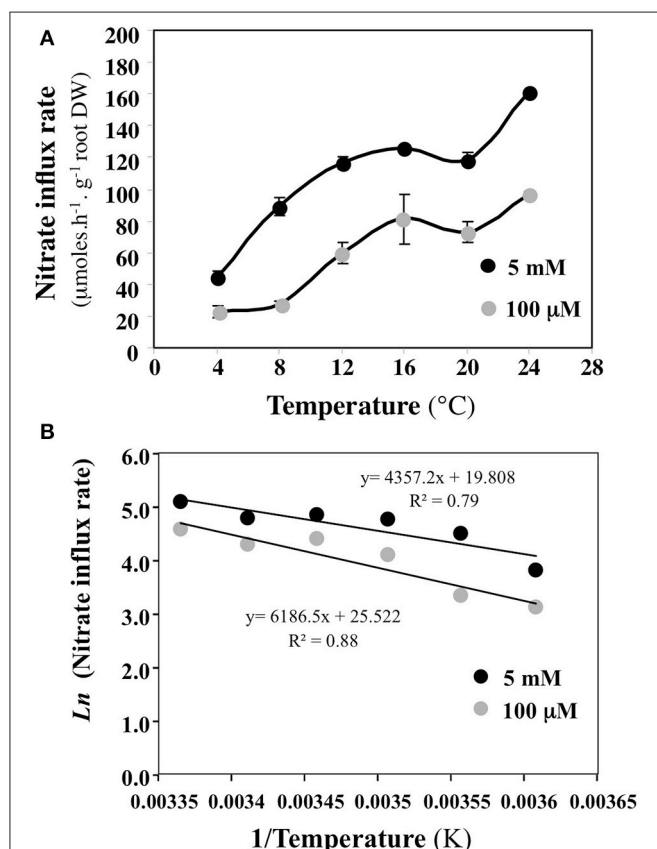 A
Nitrate influx rate
(µmoles.h⁻¹. g⁻¹ root DW)
200
180
160
140
120
100
80
60
40
20
0
0 4 8 12 16 20 24 28
5 mM
100 µM
Temperature (°C)
B
Ln (Nitrate influx rate)
6.0
5.0
4.0
3.0
2.0
1.0
0.0
y= 4357.2x + 19.808
R² = 0.79
y= 6186.5x + 25.522
R² = 0.88
5 mM
100 µM
0.00335 0.0034 0.00345 0.0035 0.00355 0.0036 0.00365
1/Temperature (K)